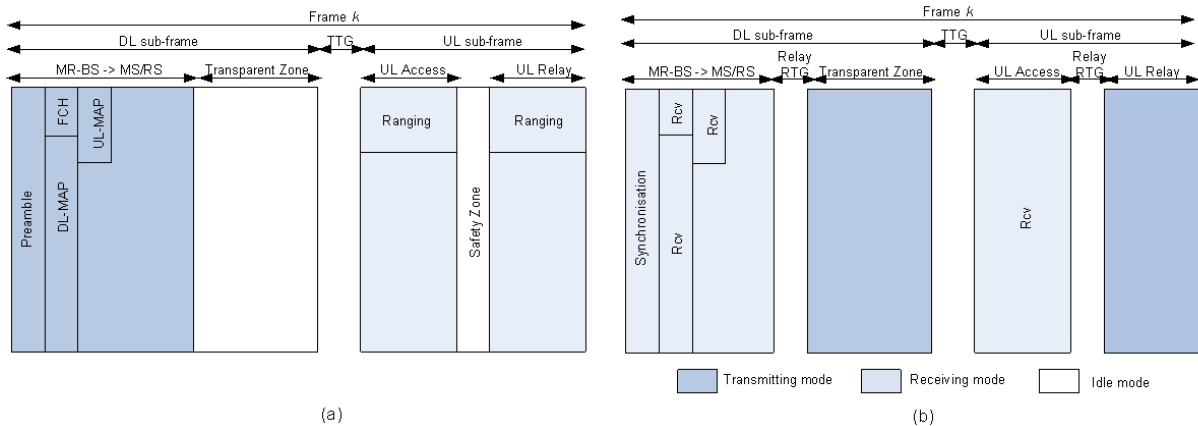 Frame k
DL sub-frame
TTG
UL sub-frame
MR-BS -> MS/RS
Transparent Zone
UL Access
UL Relay
Preamble
FCH
DL-MAP
UL-MAP
Ranging
Safety Zone
Ranging
(a)
Frame k
DL sub-frame
TTG
UL sub-frame
MR-BS -> MS/RS
Relay
RTG
Transparent Zone
UL Access
Relay
RTG
UL Relay
Synchronisation
Rcv
Rcv
Rcv
Rcv
Transmitting mode
Receiving mode
Idle mode
(b)